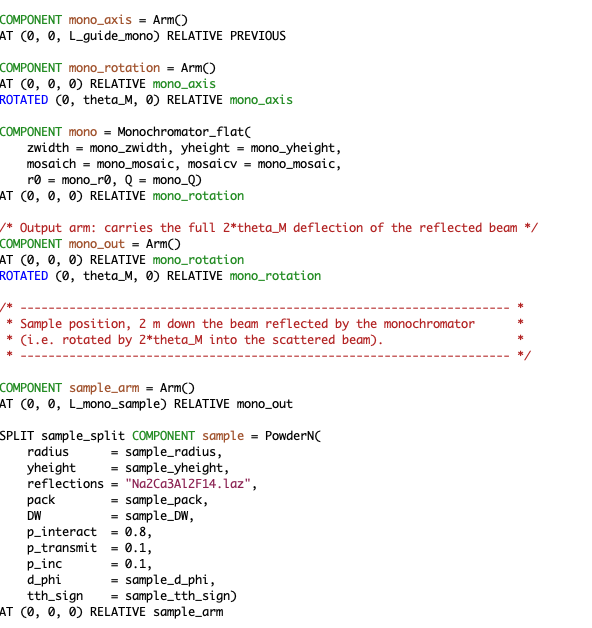 COMPONENT mono_axis = Arm()
AT (0, 0, L_guide_mono) RELATIVE PREVIOUS

COMPONENT mono_rotation = Arm()
AT (0, 0, 0) RELATIVE mono_axis
ROTATED (0, theta_M, 0) RELATIVE mono_axis

COMPONENT mono = Monochromator_flat(
    zwidth = mono_zwidth, yheight = mono_yheight,
    mosaich = mono_mosaic, mosaicv = mono_mosaic,
    r0 = mono_r0, Q = mono_Q)
AT (0, 0, 0) RELATIVE mono_rotation

/* Output arm: carries the full 2*theta_M deflection of the reflected beam */
COMPONENT mono_out = Arm()
AT (0, 0, 0) RELATIVE mono_rotation
ROTATED (0, theta_M, 0) RELATIVE mono_rotation

/* ---------------------------------------------------------------------- *
 * Sample position, 2 m down the beam reflected by the monochromator      *
 * (i.e. rotated by 2*theta_M into the scattered beam).                   *
 * ---------------------------------------------------------------------- */

COMPONENT sample_arm = Arm()
AT (0, 0, L_mono_sample) RELATIVE mono_out

SPLIT sample_split COMPONENT sample = PowderN(
    radius      = sample_radius,
    yheight     = sample_yheight,
    reflections = "Na2Ca3Al2F14.laz",
    pack        = sample_pack,
    DW          = sample_DW,
    p_interact  = 0.8,
    p_transmit  = 0.1,
    p_inc       = 0.1,
    d_phi       = sample_d_phi,
    tth_sign    = sample_tth_sign)
AT (0, 0, 0) RELATIVE sample_arm